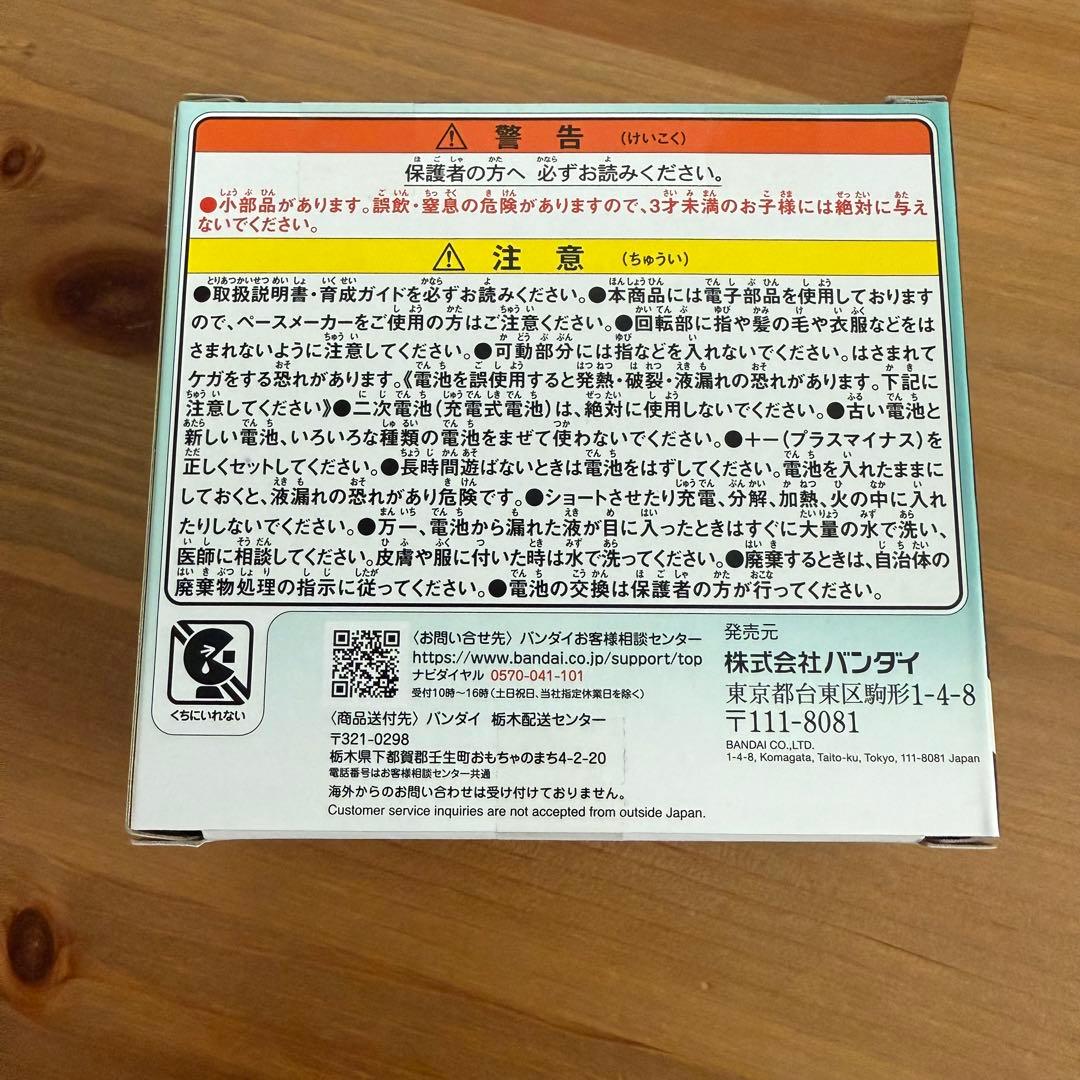 警告 (けいこく)
保護者の方へ 必ずお読みください。
●小部品があります。誤飲・窒息の危険がありますので、3才未満のお子様には絶対に与え
ないでください。
注意 (ちゅうい)
●取扱説明書・育成ガイドを必ずお読みください。●本商品には電子部品を使用しております
ので、ペースメーカーをご使用の方はご注意ください。●回転部に指や髪の毛や衣服などをは
さまれないように注意してください。●可動部分には指などを入れないでください。はさまれて
ケガをする恐れがあります。《電池を誤使用すると発熱・破裂・液漏れの恐れがあります。下記に
注意してください》●二次電池(充電式電池)は、絶対に使用しないでください。●古い電池と
新しい電池、いろいろな種類の電池をまぜて使わないでください。●+−(プラスマイナス)を
正しくセットしてください。●長時間遊ばないときは電池をはずしてください。電池を入れたままに
しておくと、液漏れの恐れがあり危険です。●ショートさせたり充電、分解、加熱、火の中に入れ
たりしないでください。●万一、電池から漏れた液が目に入ったときはすぐに大量の水で洗い、
医師に相談してください。皮膚や服に付いた時は水で洗ってください。●廃棄するときは、自治体の
廃棄物処理の指示に従ってください。●電池の交換は保護者の方が行ってください。
くちにいれない
〈お問い合せ先〉バンダイお客様相談センター
https://www.bandai.co.jp/support/top
ナビダイヤル 0570-041-101
受付10時〜16時(土日祝日、当社指定休業日を除く)
〈商品送付先〉バンダイ 栃木配送センター
〒321-0298
栃木県下都賀郡壬生町おもちゃのまち4-2-20
電話番号はお客様相談センター共通
海外からのお問い合わせは受け付けておりません。
Customer service inquiries are not accepted from outside Japan.
発売元
株式会社バンダイ
東京都台東区駒形1-4-8
〒111-8081
BANDAI CO.,LTD.
1-4-8, Komagata, Taito-ku, Tokyo, 111-8081 Japan